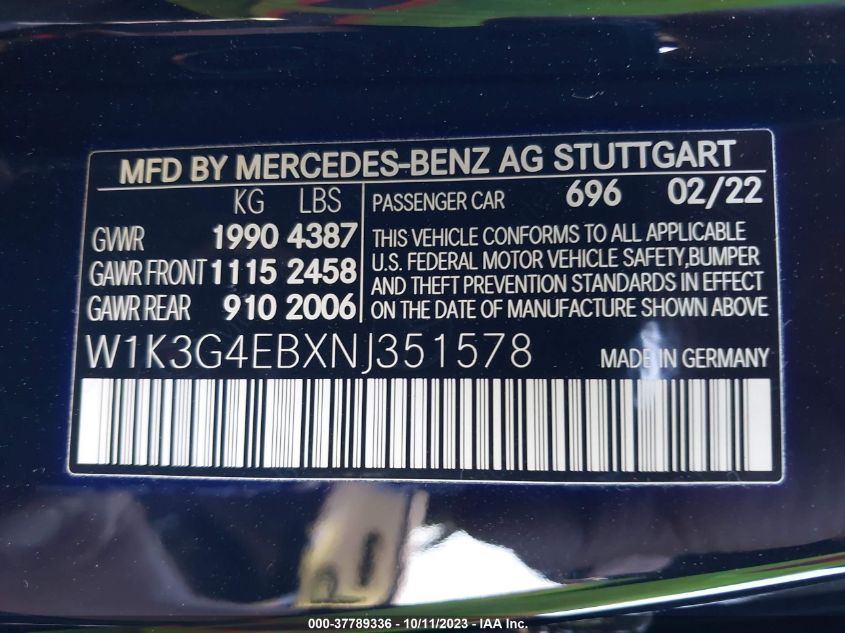 MFD BY MERCEDES-BENZ AG STUTTGART
KG LBS
GVWR 1990 4387
GAWR FRONT 1115 2458
GAWR REAR 910 2006
PASSENGER CAR 696 02/22
THIS VEHICLE CONFORMS TO ALL APPLICABLE
U.S. FEDERAL MOTOR VEHICLE SAFETY,BUMPER
AND THEFT PREVENTION STANDARDS IN EFFECT
ON THE DATE OF MANUFACTURE SHOWN ABOVE
W1K3G4EBXNJ351578 MADE IN GERMANY
000-37789336 - 10/11/2023 - IAA Inc.